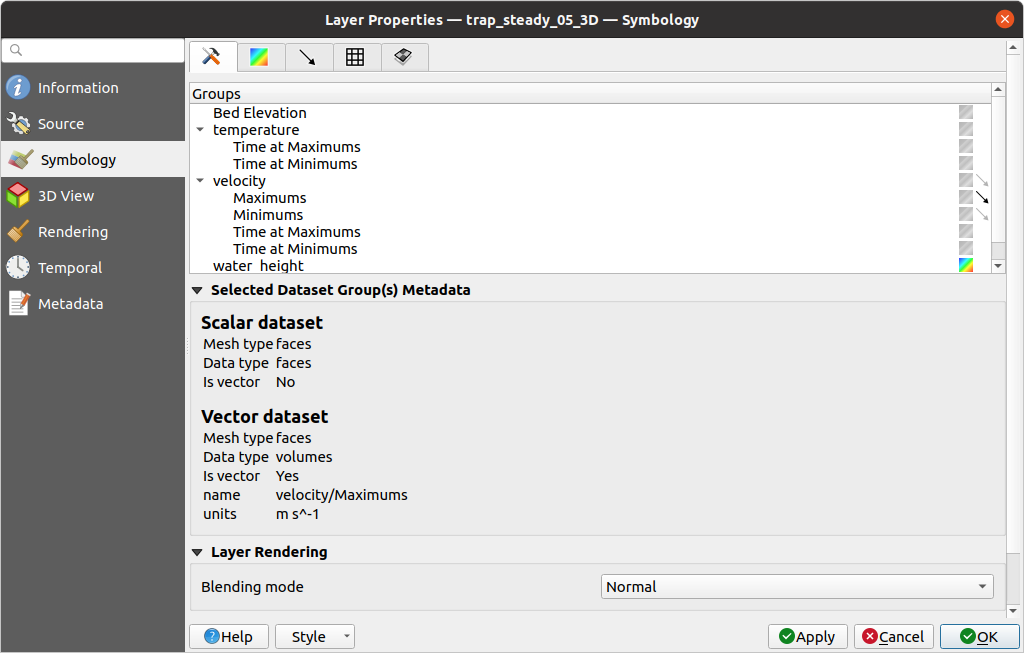 Layer Properties — trap_steady_05_3D — Symbology
Information
Source
Symbology
3D View
Rendering
Temporal
Metadata
Groups
Bed Elevation
temperature
Time at Maximums
Time at Minimums
velocity
Maximums
Minimums
Time at Maximums
Time at Minimums
water_height
Selected Dataset Group(s) Metadata
Scalar dataset
Mesh type faces
Data type faces
Is vector No
Vector dataset
Mesh type faces
Data type volumes
Is vector Yes
name velocity/Maximums
units m s^-1
Layer Rendering
Blending mode Normal
Help Style Apply Cancel OK